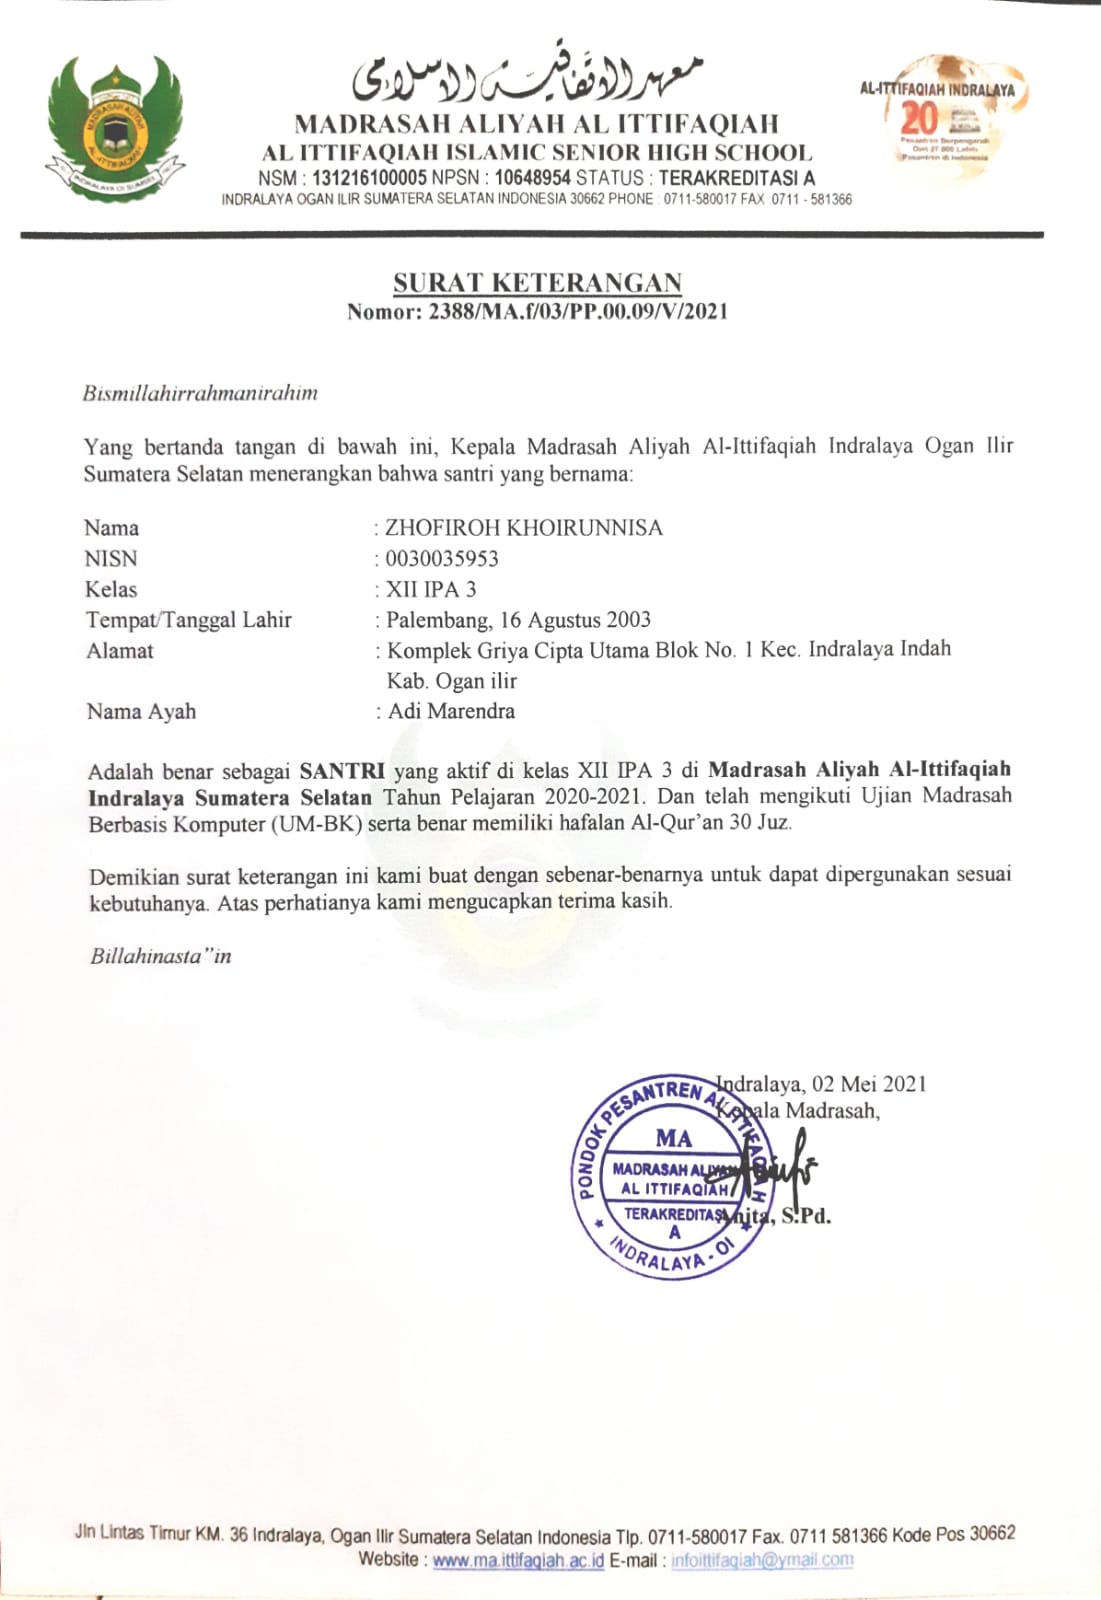 معهد الاتفاقية الإسلامي
MADRASAH ALIYAH AL ITTIFAQIAH
AL ITTIFAQIAH ISLAMIC SENIOR HIGH SCHOOL
NSM : 131216100005 NPSN : 10648954 STATUS : TERAKREDITASI A
INDRALAYA OGAN ILIR SUMATERA SELATAN INDONESIA 30662 PHONE : 0711-580017 FAX 0711 - 581366
MADRASAH ALIYAH
AL-ITTIFAQIAH
INDRALAYA OI SUMSEL
AL-ITTIFAQIAH INDRALAYA
20
Pesantren Berpengaruh
Dari 27.000 Lebih
Pesantren di Indonesia
SURAT KETERANGAN
Nomor: 2388/MA.f/03/PP.00.09/V/2021
Bismillahirrahmanirahim
Yang bertanda tangan di bawah ini, Kepala Madrasah Aliyah Al-Ittifaqiah Indralaya Ogan Ilir
Sumatera Selatan menerangkan bahwa santri yang bernama:
Nama : ZHOFIROH KHOIRUNNISA
NISN : 0030035953
Kelas : XII IPA 3
Tempat/Tanggal Lahir : Palembang, 16 Agustus 2003
Alamat : Komplek Griya Cipta Utama Blok No. 1 Kec. Indralaya Indah
Kab. Ogan ilir
Nama Ayah : Adi Marendra
Adalah benar sebagai SANTRI yang aktif di kelas XII IPA 3 di Madrasah Aliyah Al-Ittifaqiah
Indralaya Sumatera Selatan Tahun Pelajaran 2020-2021. Dan telah mengikuti Ujian Madrasah
Berbasis Komputer (UM-BK) serta benar memiliki hafalan Al-Qur’an 30 Juz.
Demikian surat keterangan ini kami buat dengan sebenar-benarnya untuk dapat dipergunakan sesuai
kebutuhanya. Atas perhatianya kami mengucapkan terima kasih.
Billahinasta”in
Indralaya, 02 Mei 2021
Kepala Madrasah,
Anita, S.Pd.
PONDOK PESANTREN AL ITTIFAQIAH
MA
MADRASAH ALIYAH
AL ITTIFAQIAH
TERAKREDITASI
A
INDRALAYA - OI
Jln Lintas Timur KM. 36 Indralaya, Ogan Ilir Sumatera Selatan Indonesia Tlp. 0711-580017 Fax. 0711 581366 Kode Pos 30662
Website : www.ma.ittifaqiah.ac.id E-mail : infoittifaqiah@ymail.com